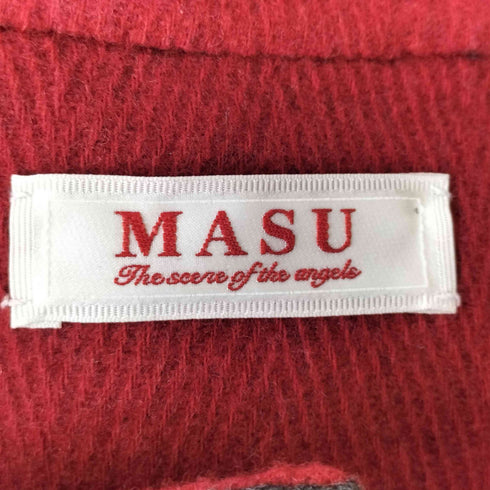 MASU
The scene of the angels